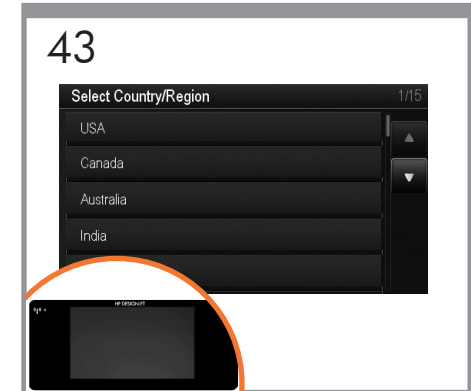 43
Select Country/Region 1/15
USA
Canada
Australia
India
HP DESIGNJET